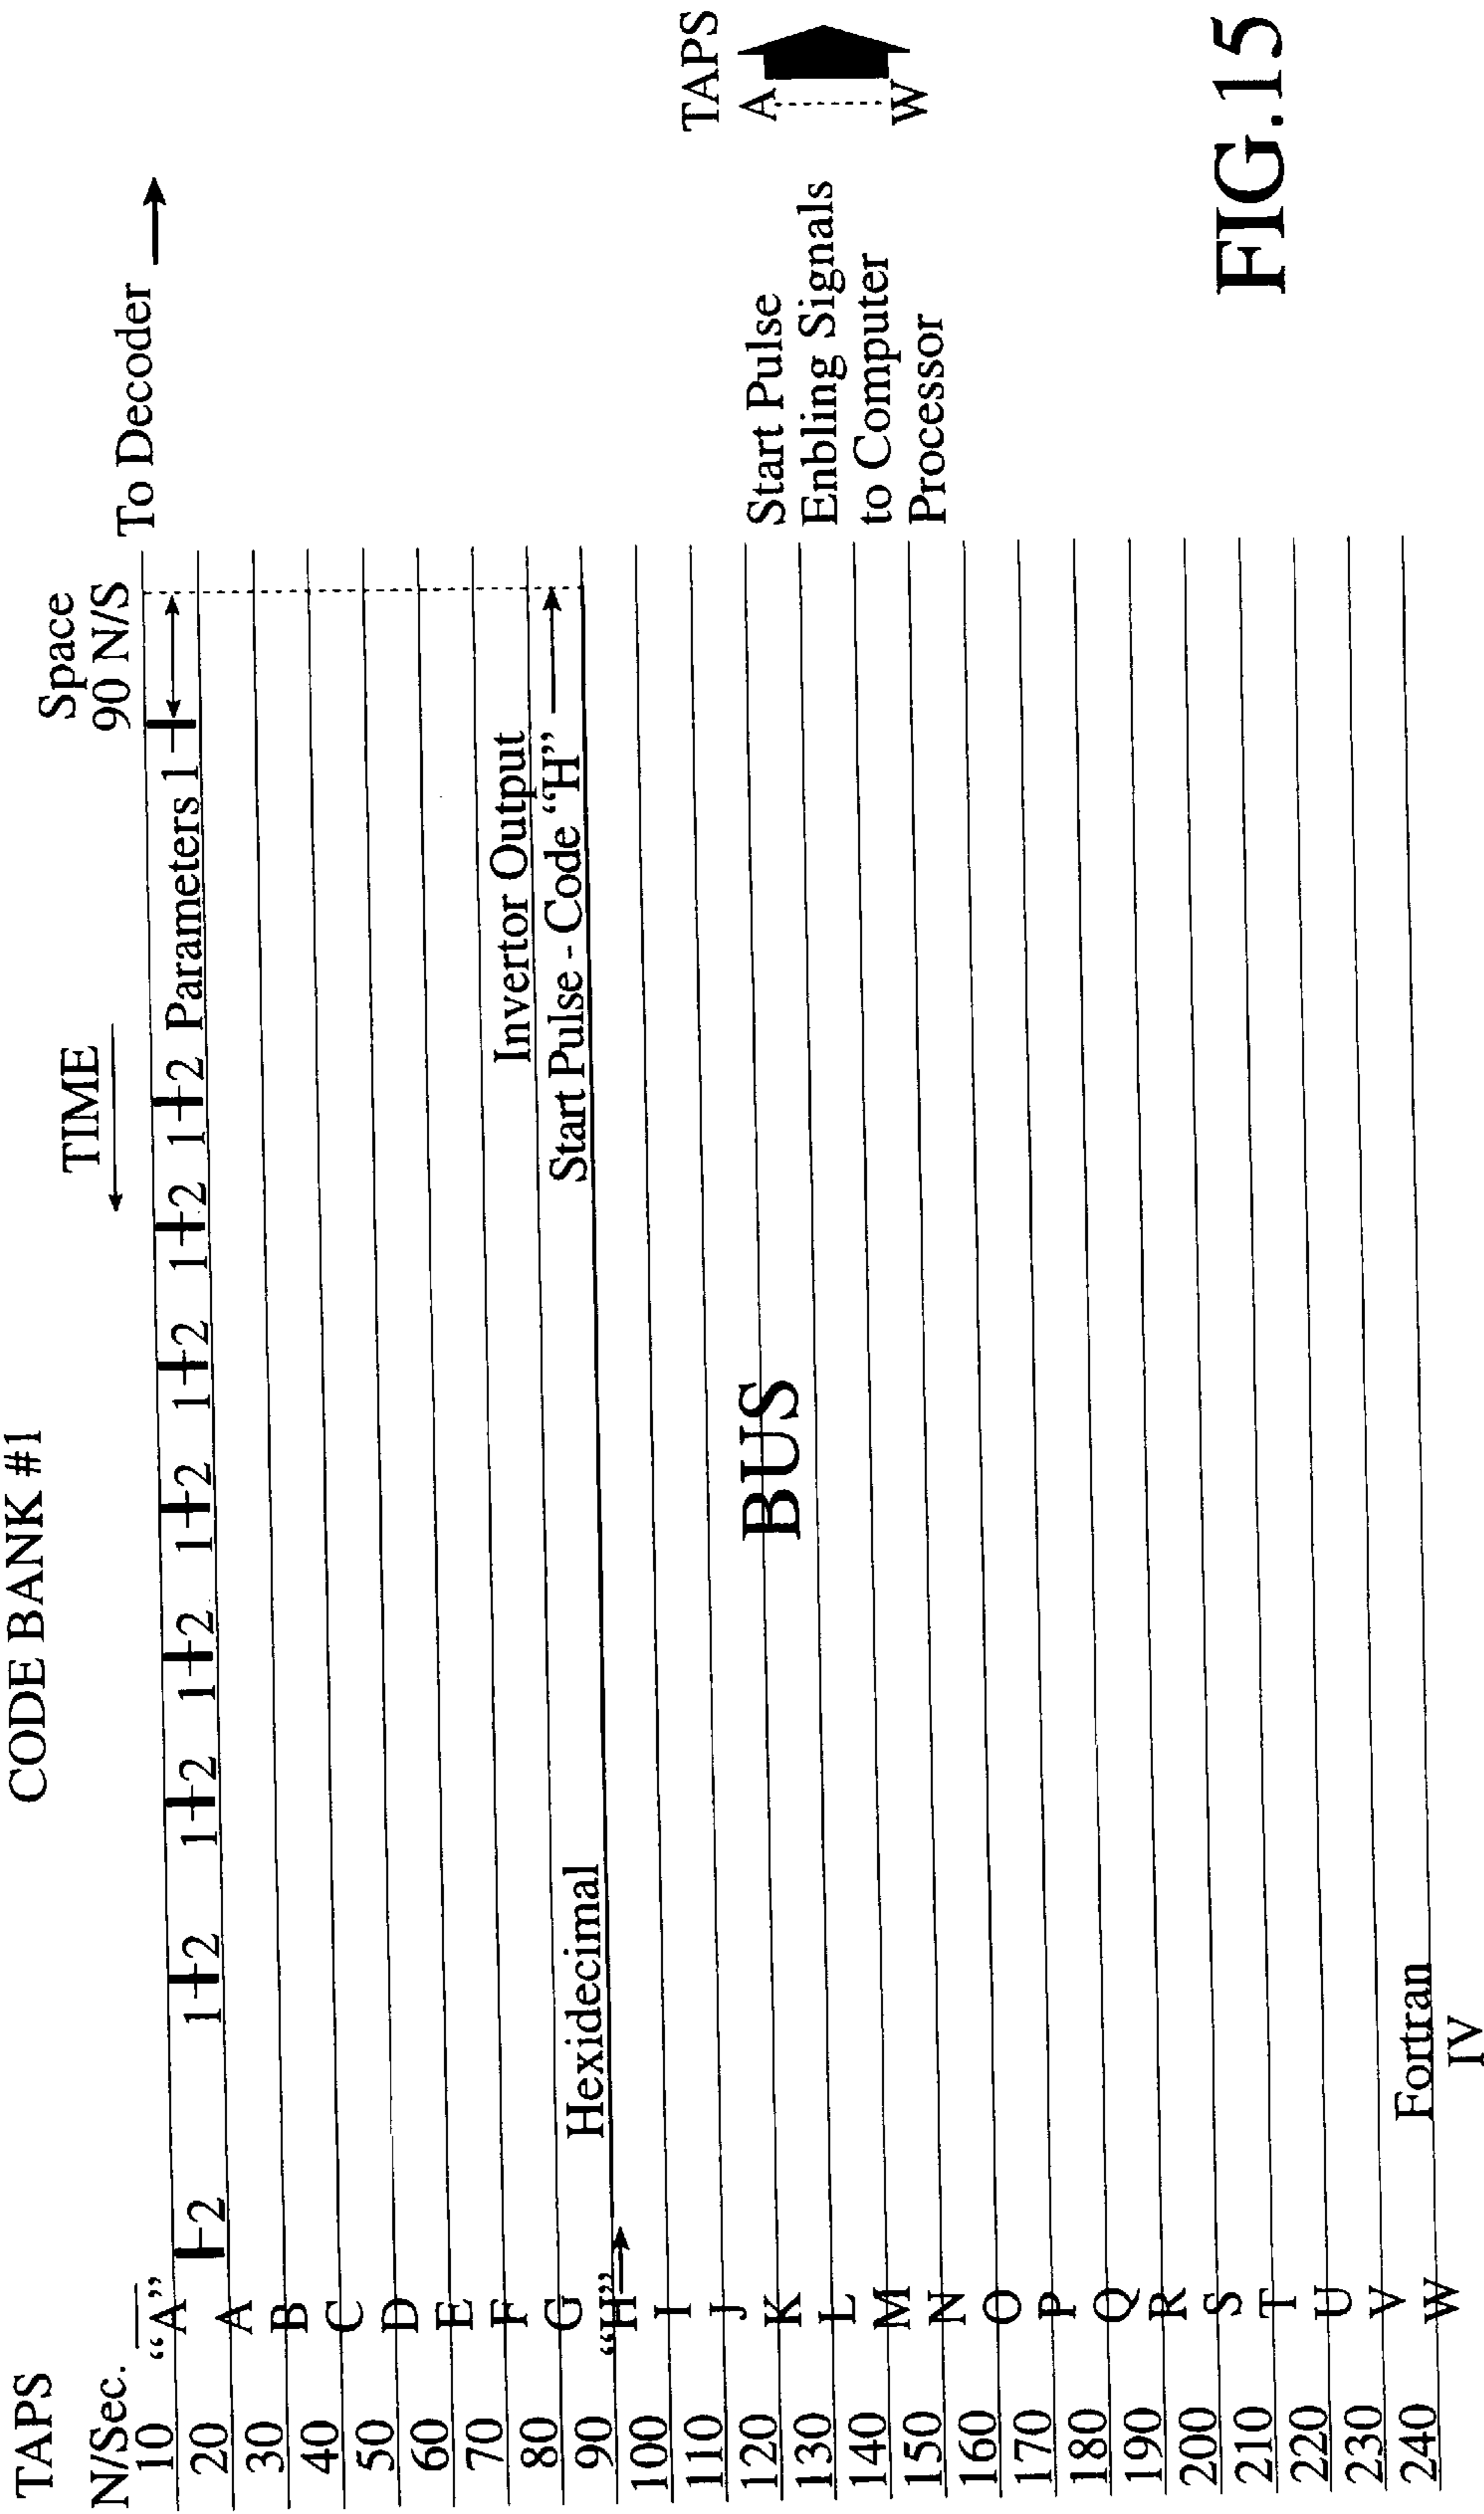 CODE BANK #1
TAPS
N/Sec.
TIME
Space
90 N/S
To Decoder
10 “A”
1 2 1 2 1 2 1 2 1 2 1 2 1 2 1 2 Parameters 1
2
20 A
30 B
40 C
50 D
60 E
70 F
80 G
90 “H”
100 I
110 J
120 K
130 L
140 M
150 N
160 O
170 P
180 Q
190 R
200 S
210 T
220 U
230 V
240 W
Invertor Output
Start Pulse - Code “H”
Hexidecimal
BUS
Fortran
IV
Start Pulse
Enbling Signals
to Computer
Processor
TAPS
A
W
FIG.15